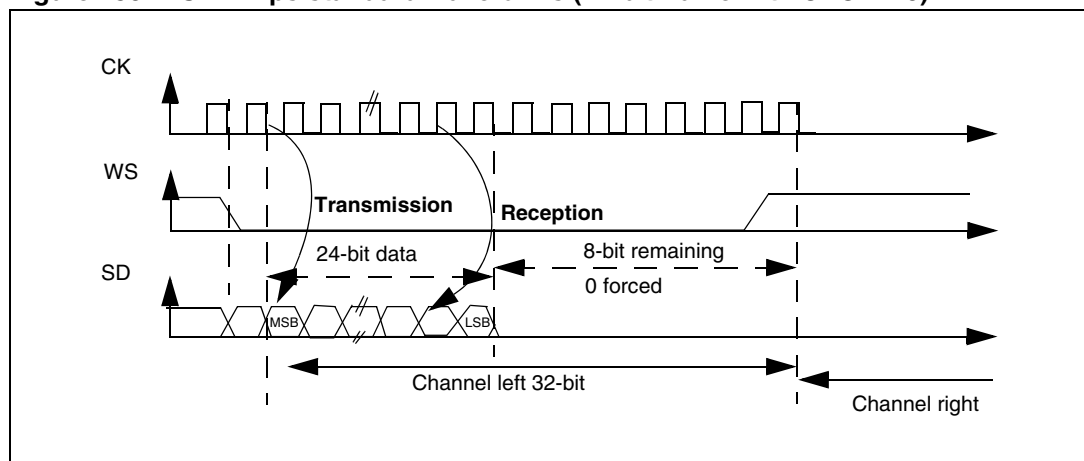 CK
WS
Transmission
Reception
24-bit data
8-bit remaining
0 forced
SD
MSB
LSB
Channel left 32-bit
Channel right